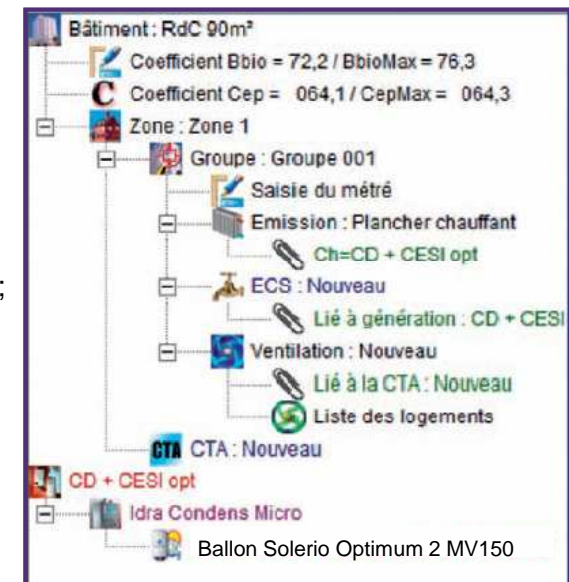 Bâtiment : RdC 90m²
Coefficient Bbio = 72,2 / BbioMax = 76,3
C Coefficient Cep = 064,1 / CepMax = 064,3
Zone : Zone 1
Groupe : Groupe 001
Saisie du métré
Emission : Plancher chauffant
Ch=CD + CESI opt
;
ECS : Nouveau
Lié à génération : CD + CESI
Ventilation : Nouveau
Lié à la CTA : Nouveau
Liste des logements
CTA CTA : Nouveau
CD + CESI opt
Idra Condens Micro
Ballon Solerio Optimum 2 MV150